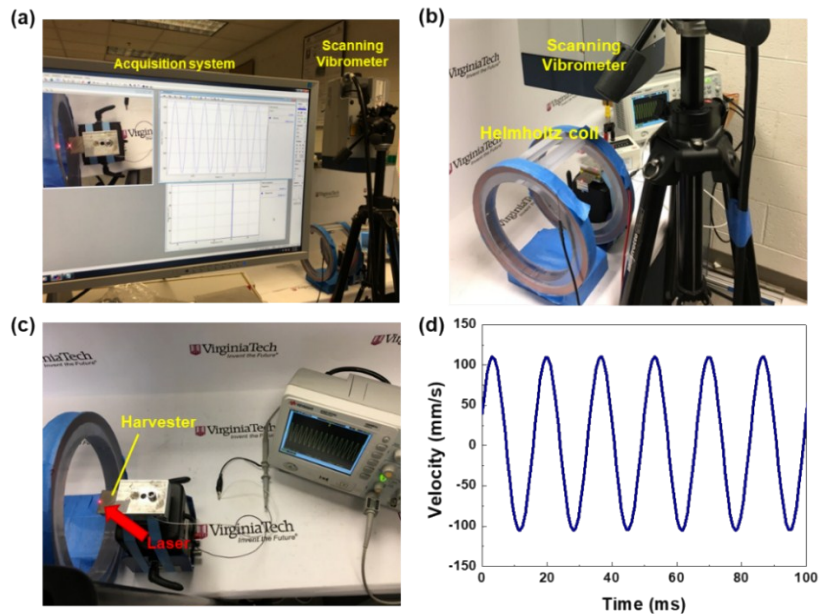 (a)
Acquisition system
Scanning
Vibrometer
VirginiaTech
(b)
Scanning
Vibrometer
VirginiaTech
Helmholtz coil
(c)
VirginiaTech
Invent the Future®
VirginiaTech
Invent the Future®
Harvester
VirginiaTech
Invent the Future®
Laser
(d)
Velocity (mm/s)
150
100
50
0
-50
-100
-150
0
20
40
60
80
100
Time (ms)